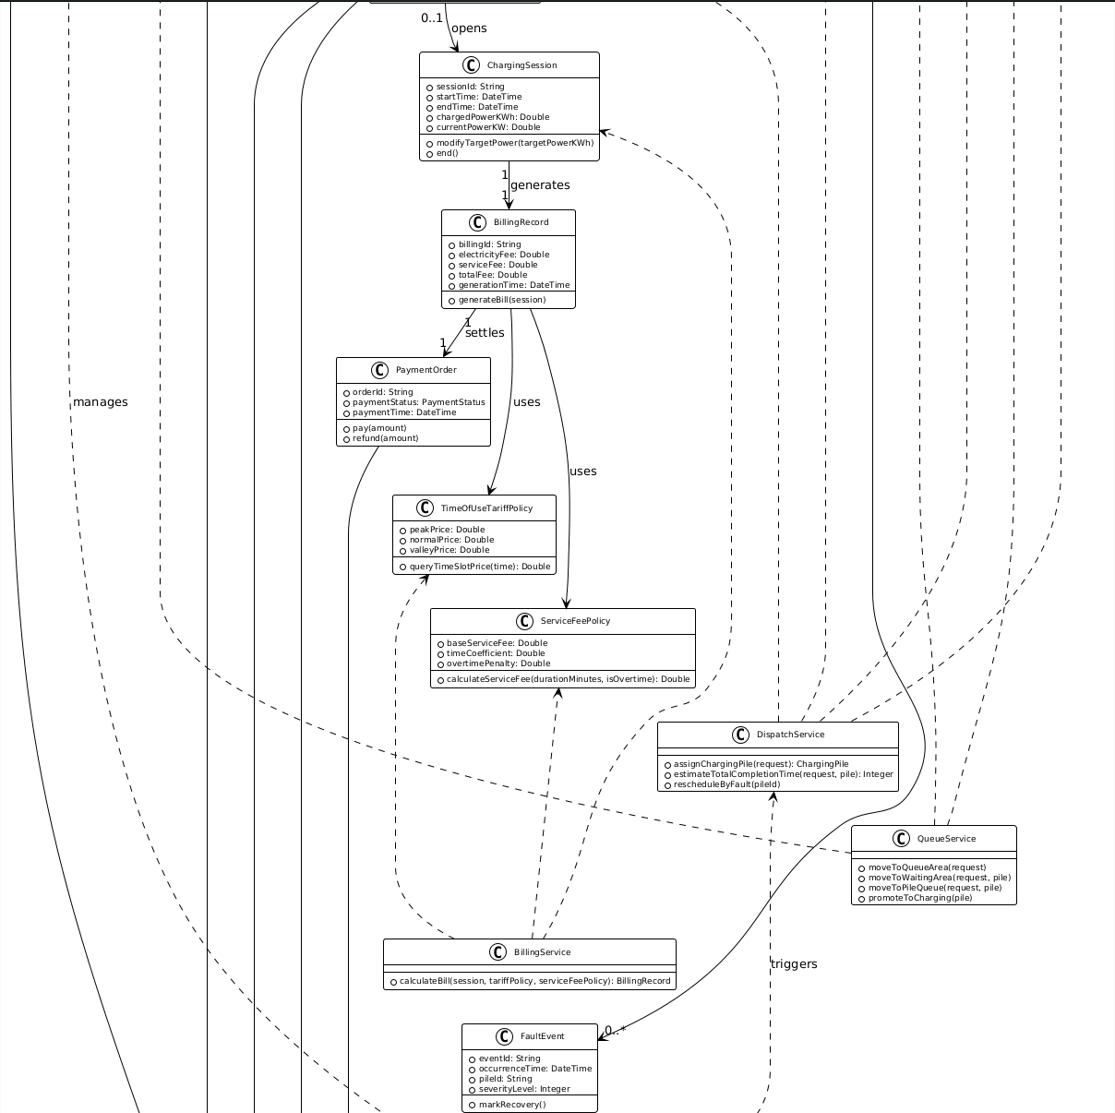 0..1
opens
C ChargingSession
sessionId: String
startTime: DateTime
endTime: DateTime
chargedPowerKWh: Double
currentPowerKW: Double
modifyTargetPower(targetPowerKWh)
end()
1
generates
1
C BillingRecord
billingId: String
electricityFee: Double
serviceFee: Double
totalFee: Double
generationTime: DateTime
generateBill(session)
1
settles
1
C PaymentOrder
orderId: String
paymentStatus: PaymentStatus
paymentTime: DateTime
pay(amount)
refund(amount)
manages
uses
uses
C TimeOfUseTariffPolicy
peakPrice: Double
normalPrice: Double
valleyPrice: Double
queryTimeSlotPrice(time): Double
C ServiceFeePolicy
baseServiceFee: Double
timeCoefficient: Double
overtimePenalty: Double
calculateServiceFee(durationMinutes, isOvertime): Double
C DispatchService
assignChargingPile(request): ChargingPile
estimateTotalCompletionTime(request, pile): Integer
rescheduleByFault(pileId)
C QueueService
moveToQueueArea(request)
moveToWaitingArea(request, pile)
moveToPileQueue(request, pile)
promoteToCharging(pile)
C BillingService
calculateBill(session, tariffPolicy, serviceFeePolicy): BillingRecord
triggers
0..*
C FaultEvent
eventId: String
occurrenceTime: DateTime
pileId: String
severityLevel: Integer
markRecovery()